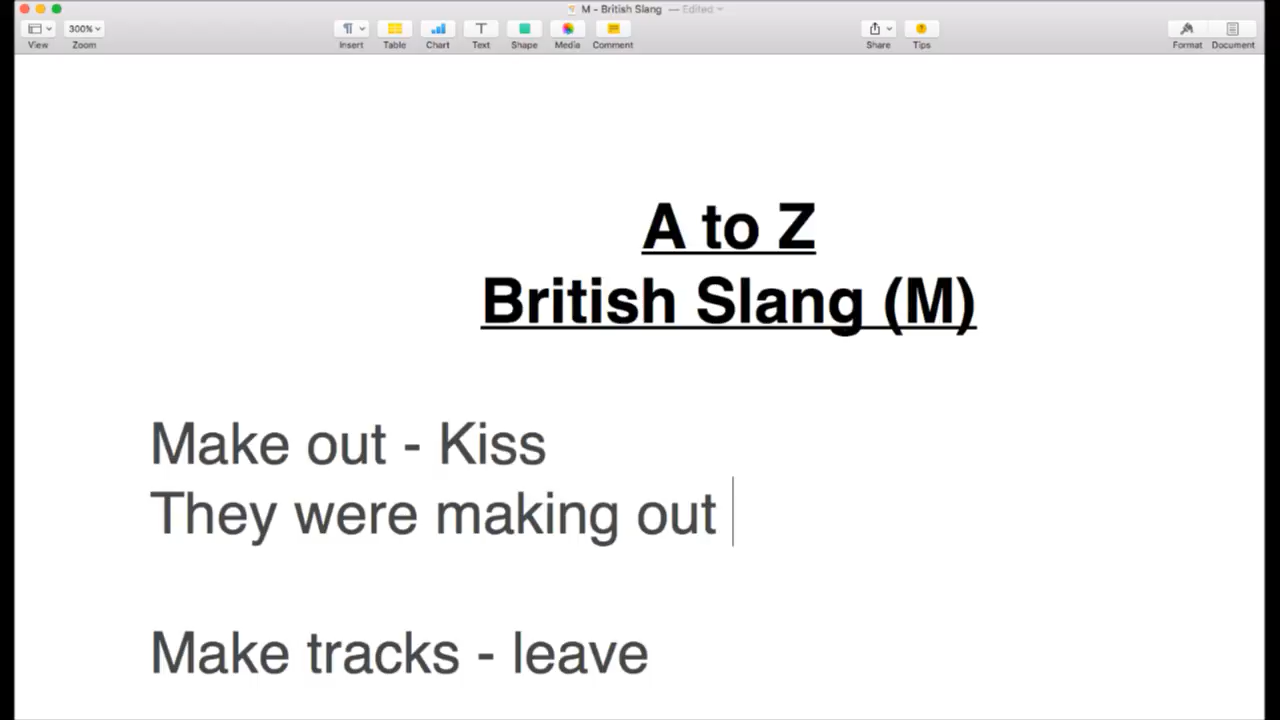 M - British Slang — Edited
300%
View
Zoom
Insert
Table
Chart
Text
Shape
Media
Comment
Share
Tips
Format
Document
A to Z
British Slang (M)
Make out - Kiss
They were making out
Make tracks - leave